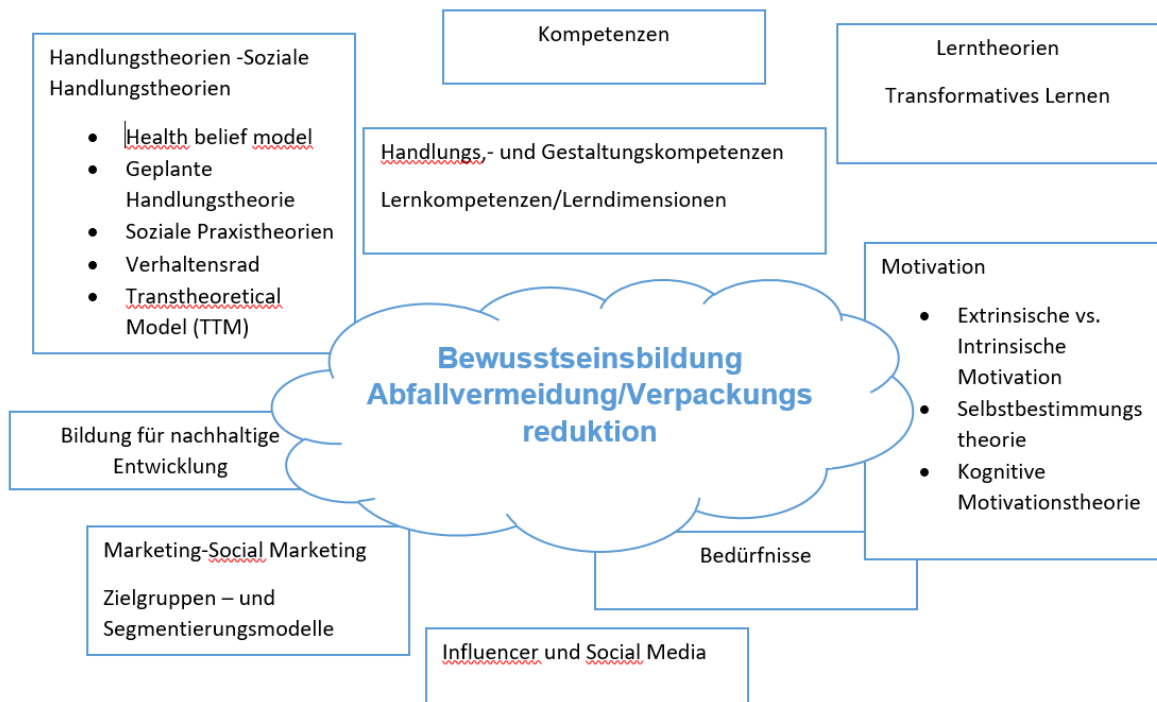 Handlungstheorien -Soziale
Handlungstheorien
• Health belief model
• Geplante
Handlungstheorie
• Soziale Praxistheorien
• Verhaltensrad
• Transtheoretical
Model (TTM)
Kompetenzen
Lerntheorien
Transformatives Lernen
Handlungs,- und Gestaltungskompetenzen
Lernkompetenzen/Lerndimensionen
Motivation
• Extrinsische vs.
Intrinsische
Motivation
• Selbstbestimmungs
theorie
• Kognitive
Motivationstheorie
Bewusstseinsbildung
Abfallvermeidung/Verpackungs
reduktion
Bildung für nachhaltige
Entwicklung
Marketing-Social Marketing
Zielgruppen – und
Segmentierungsmodelle
Bedürfnisse
Influencer und Social Media